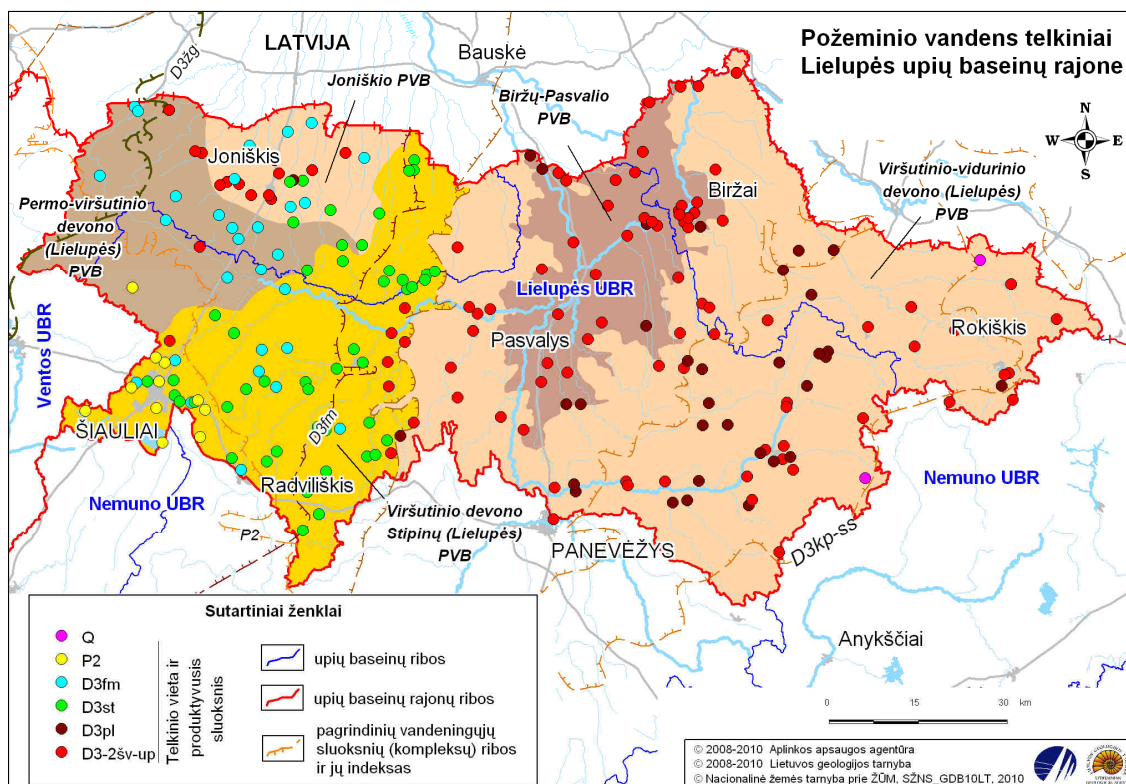 Požeminio vandens telkiniai
Lielupės upių baseinų rajone
LATVIJA
Bauskė
D3žg
Joniškio PVB
Biržų-Pasvalio
PVB
N
W
E
S
Joniškis
Biržai
Viršutinio-vidurinio
devono (Lielupės)
PVB
Permo-viršutinio
devono
(Lielupės)
PVB
Lielupės UBR
Ventos UBR
Pasvalys
Rokiškis
D3fm
ŠIAULIAI
Radviliškis
Nemuno UBR
Nemuno UBR
Viršutinio devono
Stipinų (Lielupės)
PVB
P2
PANEVĖŽYS
D3kp-ss
Anykščiai
Sutartiniai ženklai
Q
P2
D3fm
D3st
D3pl
D3-2šv-up
Telkinio vieta ir
produktyvusis
sluoksnis
upių baseinų ribos
upių baseinų rajonų ribos
pagrindinių vandeningųjų
sluoksnių (kompleksų) ribos
ir jų indeksas
0 15 30 km
© 2008-2010 Aplinkos apsaugos agentūra
© 2008-2010 Lietuvos geologijos tarnyba
© Nacionalinė žemės tarnyba prie ŽŪM, SŽNS_GDB10LT, 2010